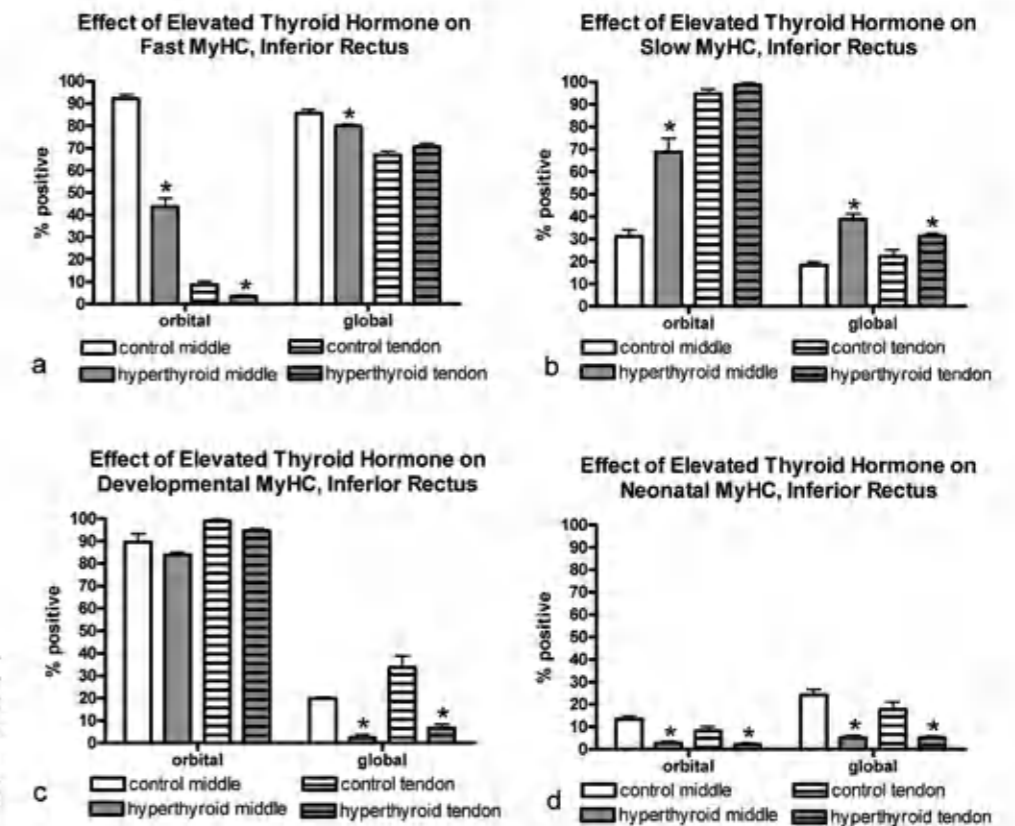 Effect of Elevated Thyroid Hormone on
Fast MyHC, Inferior Rectus
% positive
100
90
80
70
60
50
40
30
20
10
0
*
*
*
orbital
global
control middle
control tendon
hyperthyroid middle
hyperthyroid tendon
a
Effect of Elevated Thyroid Hormone on
Slow MyHC, Inferior Rectus
% positive
100
90
80
70
60
50
40
30
20
10
0
*
*
*
orbital
global
control middle
control tendon
hyperthyroid middle
hyperthyroid tendon
b
Effect of Elevated Thyroid Hormone on
Developmental MyHC, Inferior Rectus
% positive
100
90
80
70
60
50
40
30
20
10
0
*
*
orbital
global
control middle
control tendon
hyperthyroid middle
hyperthyroid tendon
c
Effect of Elevated Thyroid Hormone on
Neonatal MyHC, Inferior Rectus
% positive
100
90
80
70
60
50
40
30
20
10
0
*
*
*
*
orbital
global
control middle
control tendon
hyperthyroid middle
hyperthyroid tendon
d